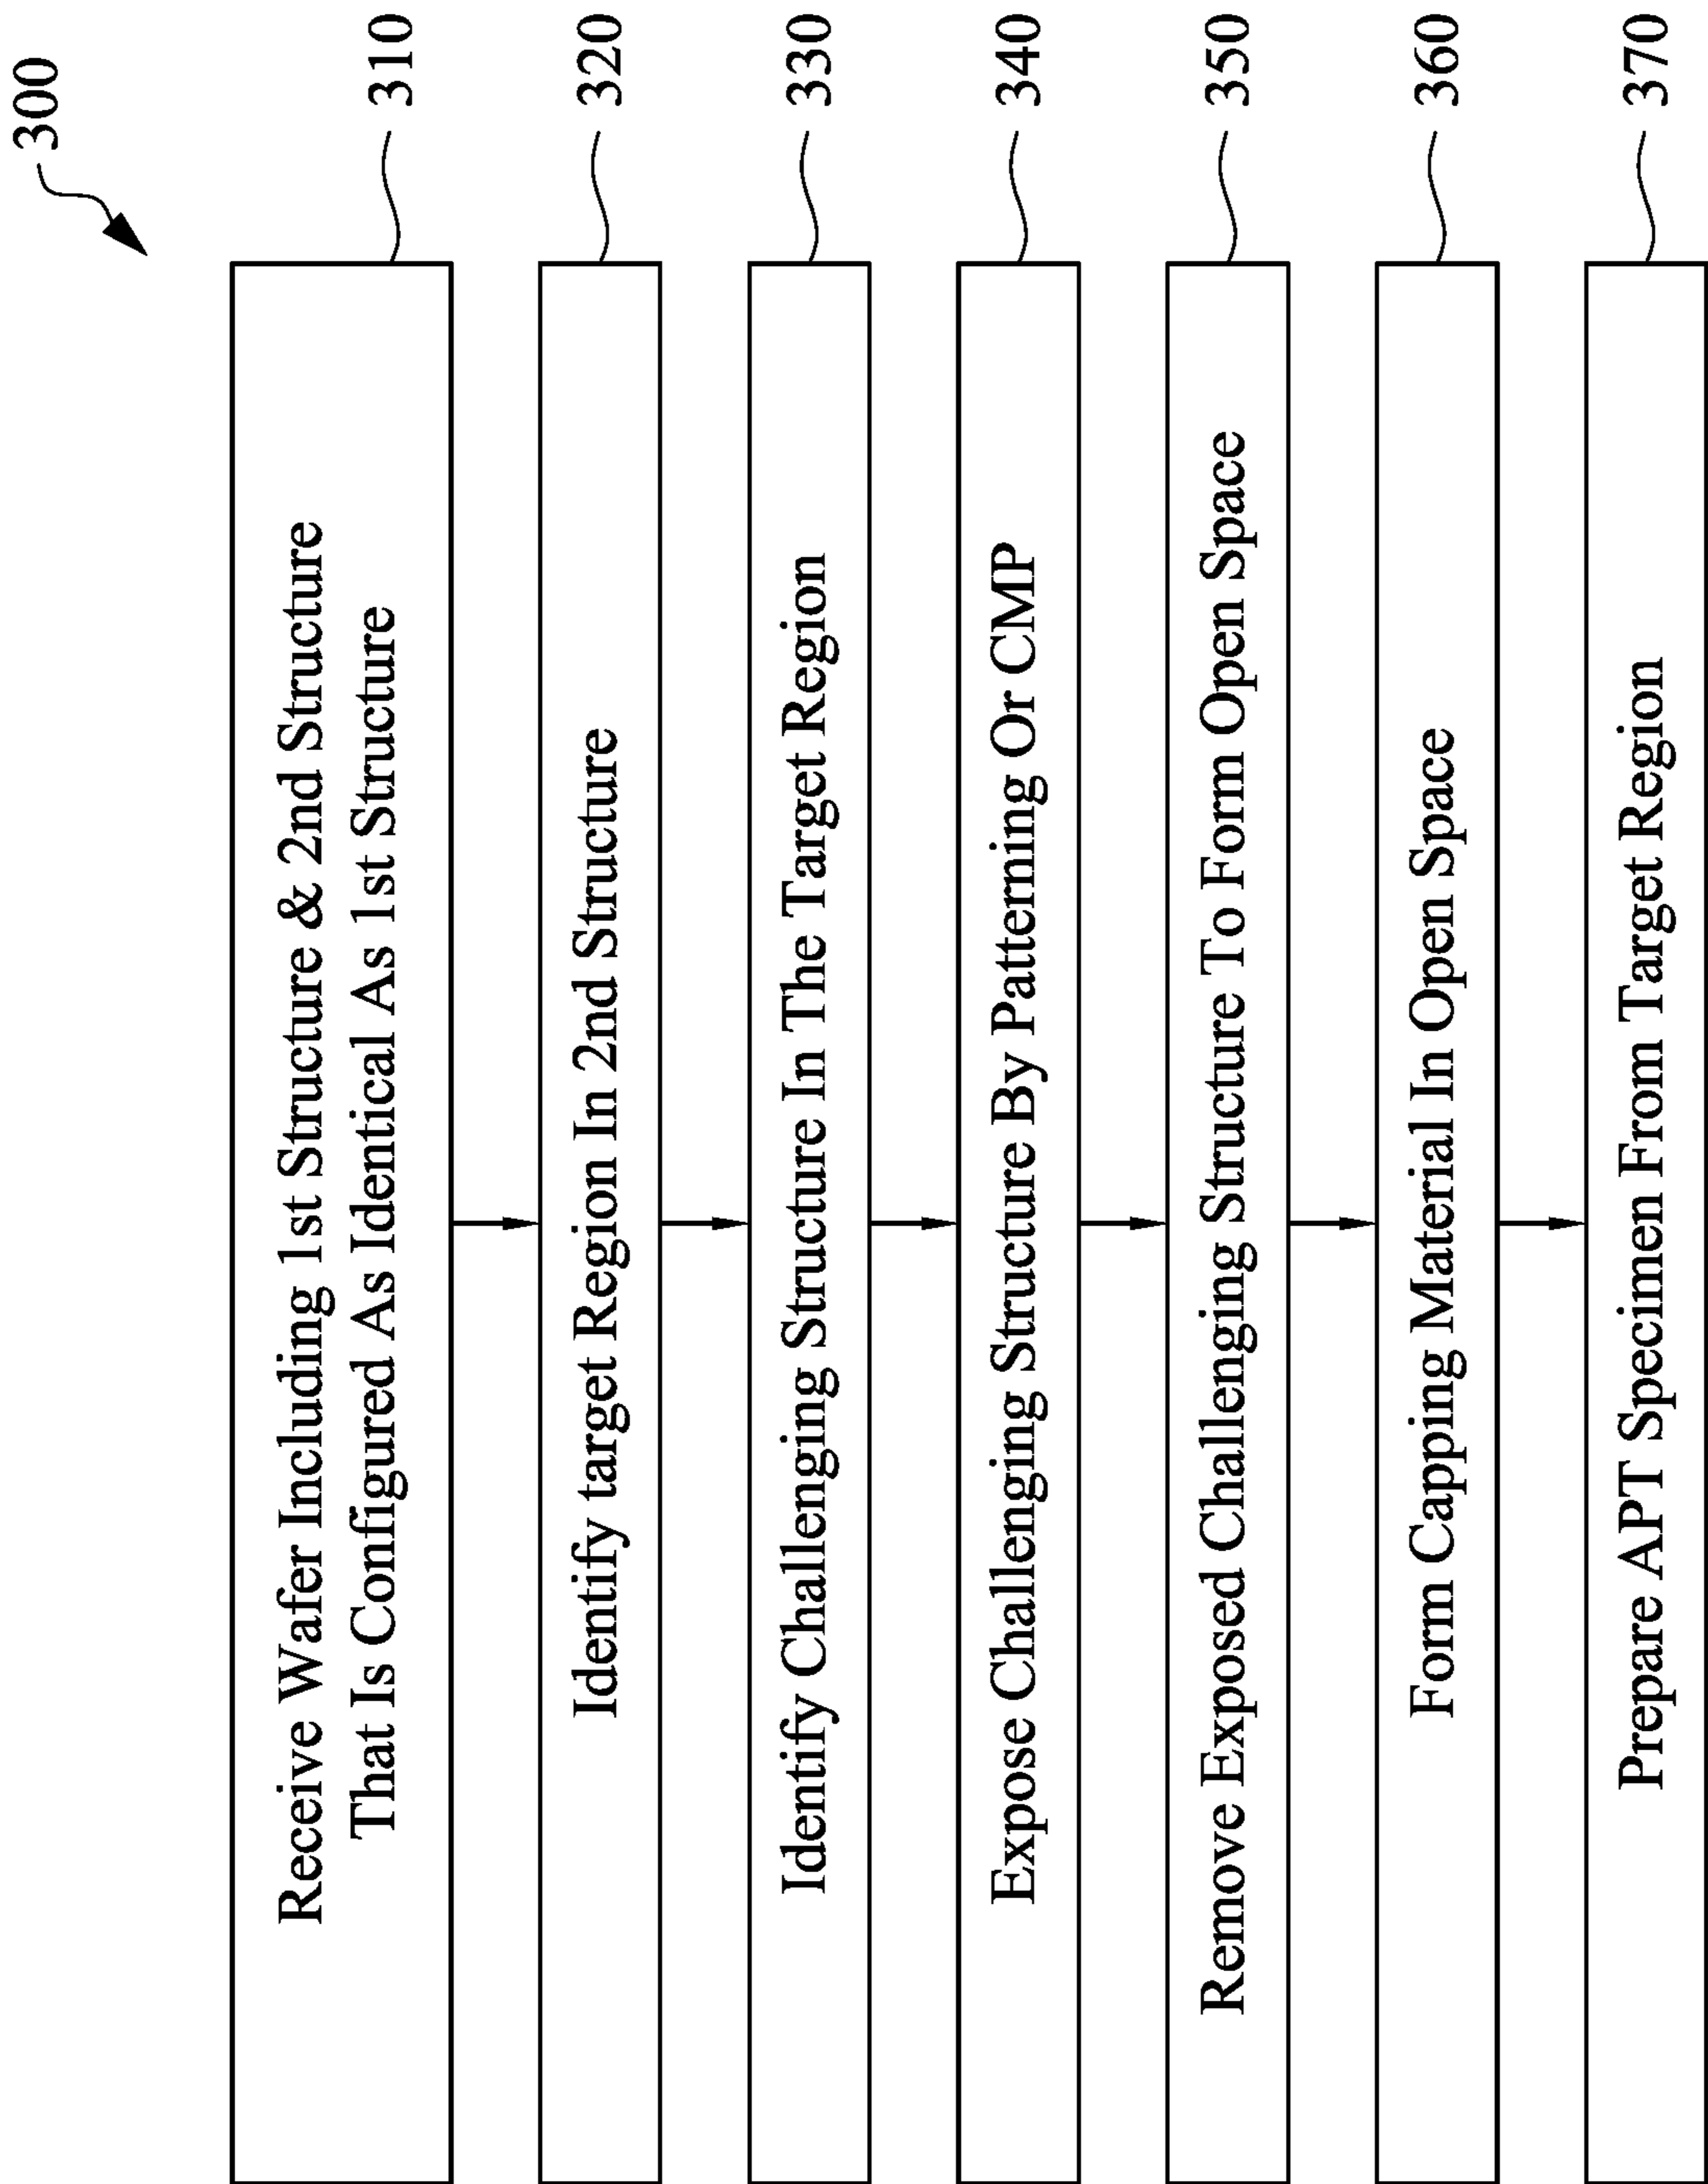 300
Receive Wafer Including 1st Structure & 2nd Structure
That Is Configured As Identical As 1st Structure
310
Identify target Region In 2nd Structure
320
Identify Challenging Structure In The Target Region
330
Expose Challenging Structure By Patterning Or CMP
340
Remove Exposed Challenging Structure To Form Open Space
350
Form Capping Material In Open Space
360
Prepare APT Specimen From Target Region
370